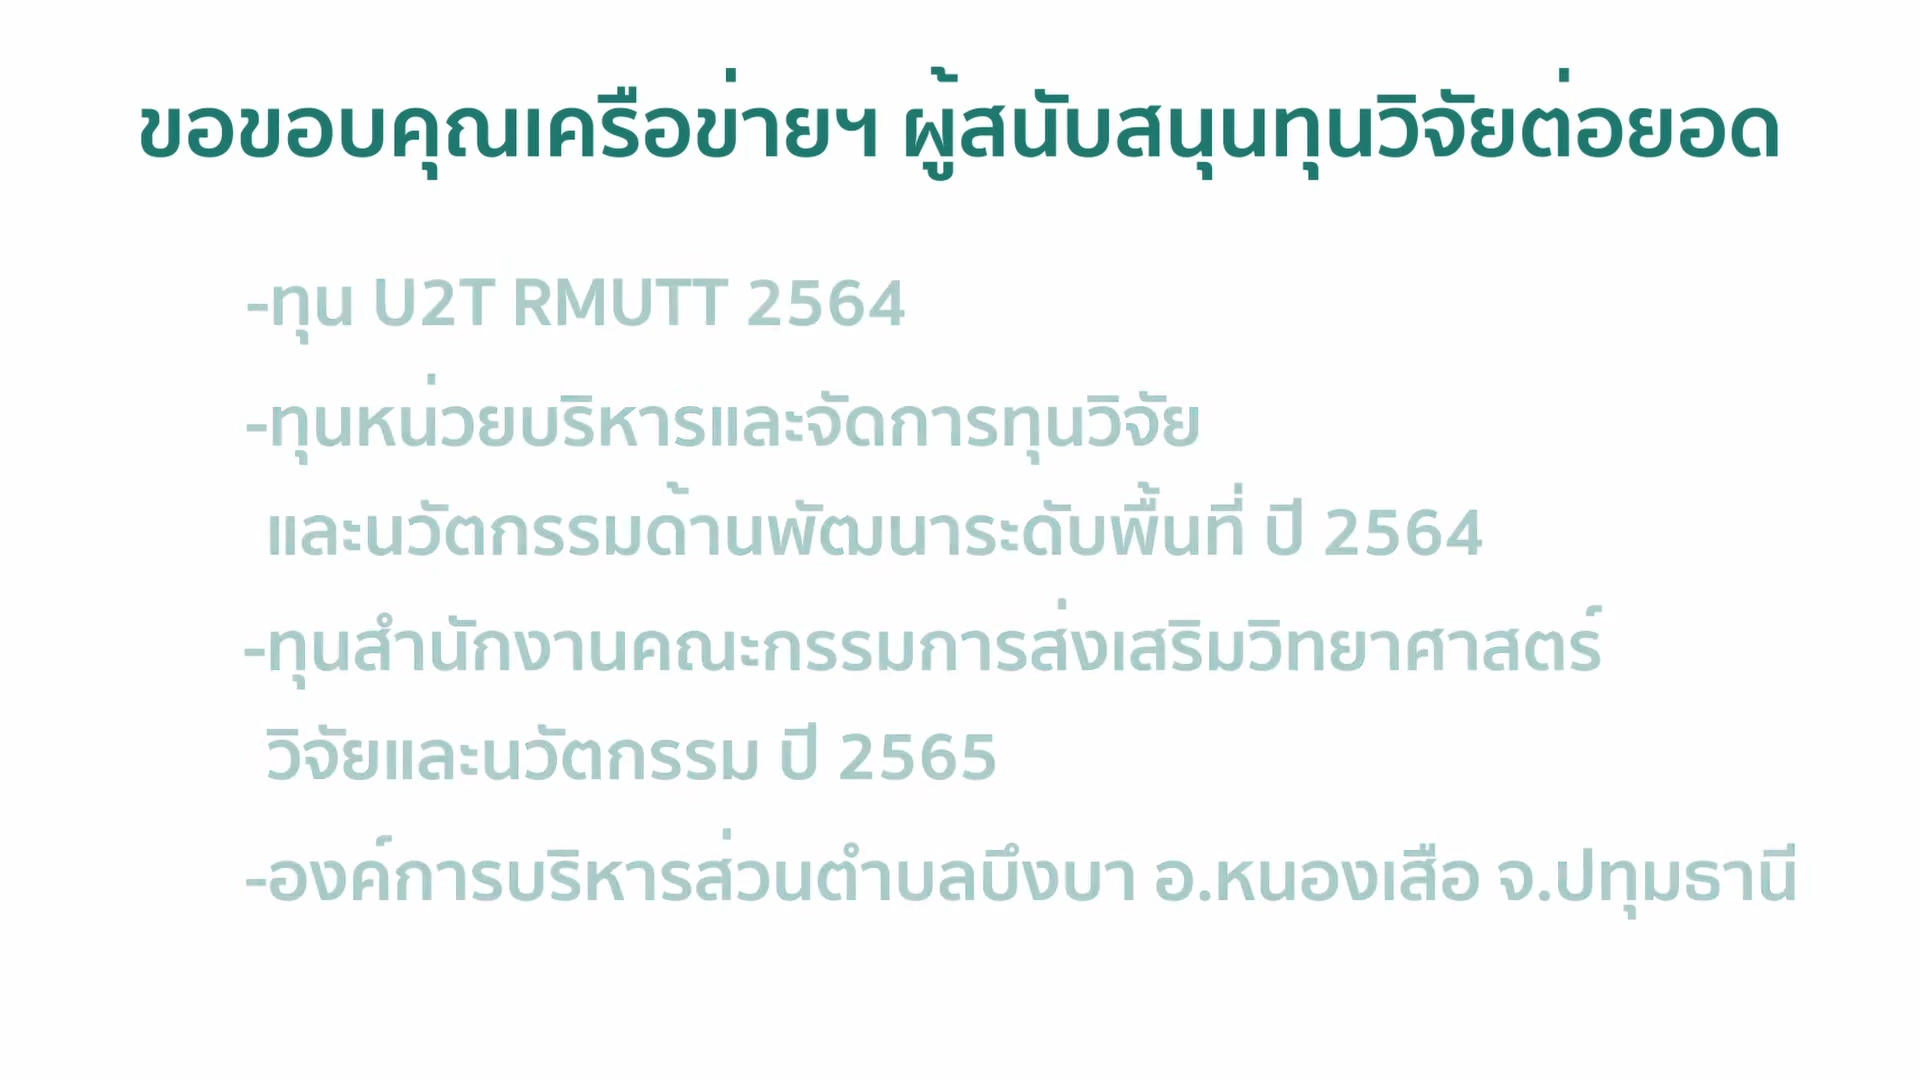 ขอขอบคุณเครือข่ายฯ ผู้สนับสนุนทุนวิจัยต่อยอด
-ทุน U2T RMUTT 2564
-ทุนหน่วยบริหารและจัดการทุนวิจัย
และนวัตกรรมด้านพัฒนาระดับพื้นที่ ปี 2564
-ทุนสำนักงานคณะกรรมการส่งเสริมวิทยาศาสตร์
วิจัยและนวัตกรรม ปี 2565
-องค์การบริหารส่วนตำบลบึงบา อ.หนองเสือ จ.ปทุมธานี